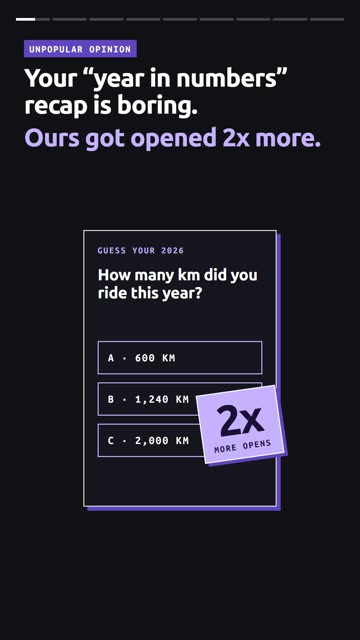 UNPOPULAR OPINION
Your “year in numbers”
recap is boring.
Ours got opened 2x more.
GUESS YOUR 2026
How many km did you
ride this year?
A · 600 KM
B · 1,240 KM
C · 2,000 KM
2x
MORE OPENS